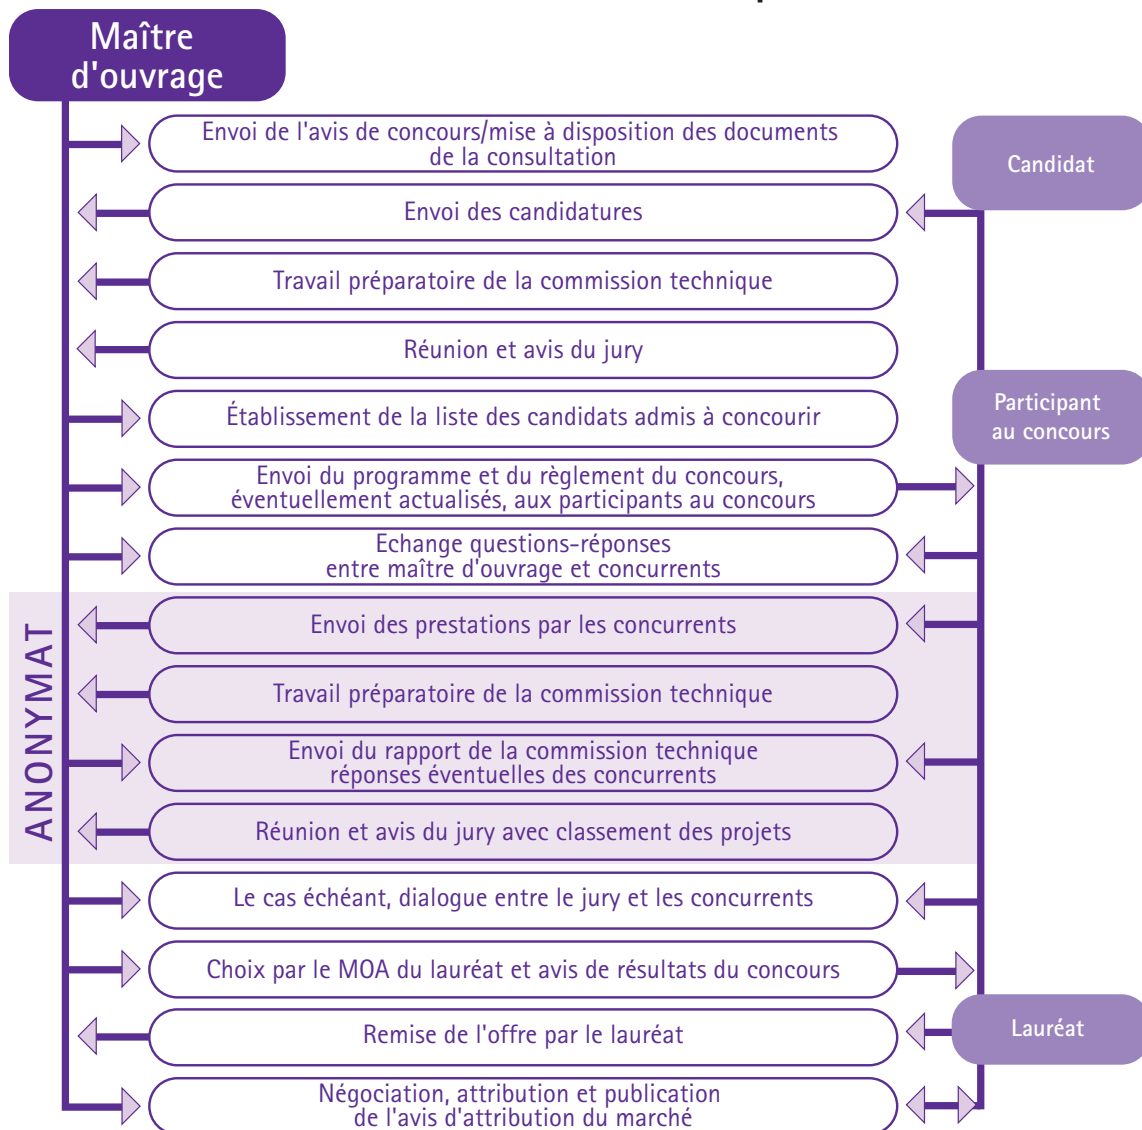 Maître
d'ouvrage
Envoi de l'avis de concours/mise à disposition des documents
de la consultation
Candidat
Envoi des candidatures
Travail préparatoire de la commission technique
Réunion et avis du jury
Établissement de la liste des candidats admis à concourir
Participant
au concours
Envoi du programme et du règlement du concours,
éventuellement actualisés, aux participants au concours
Echange questions-réponses
entre maître d'ouvrage et concurrents
ANONYMAT
Envoi des prestations par les concurrents
Travail préparatoire de la commission technique
Envoi du rapport de la commission technique
réponses éventuelles des concurrents
Réunion et avis du jury avec classement des projets
Le cas échéant, dialogue entre le jury et les concurrents
Choix par le MOA du lauréat et avis de résultats du concours
Remise de l'offre par le lauréat
Lauréat
Négociation, attribution et publication
de l'avis d'attribution du marché